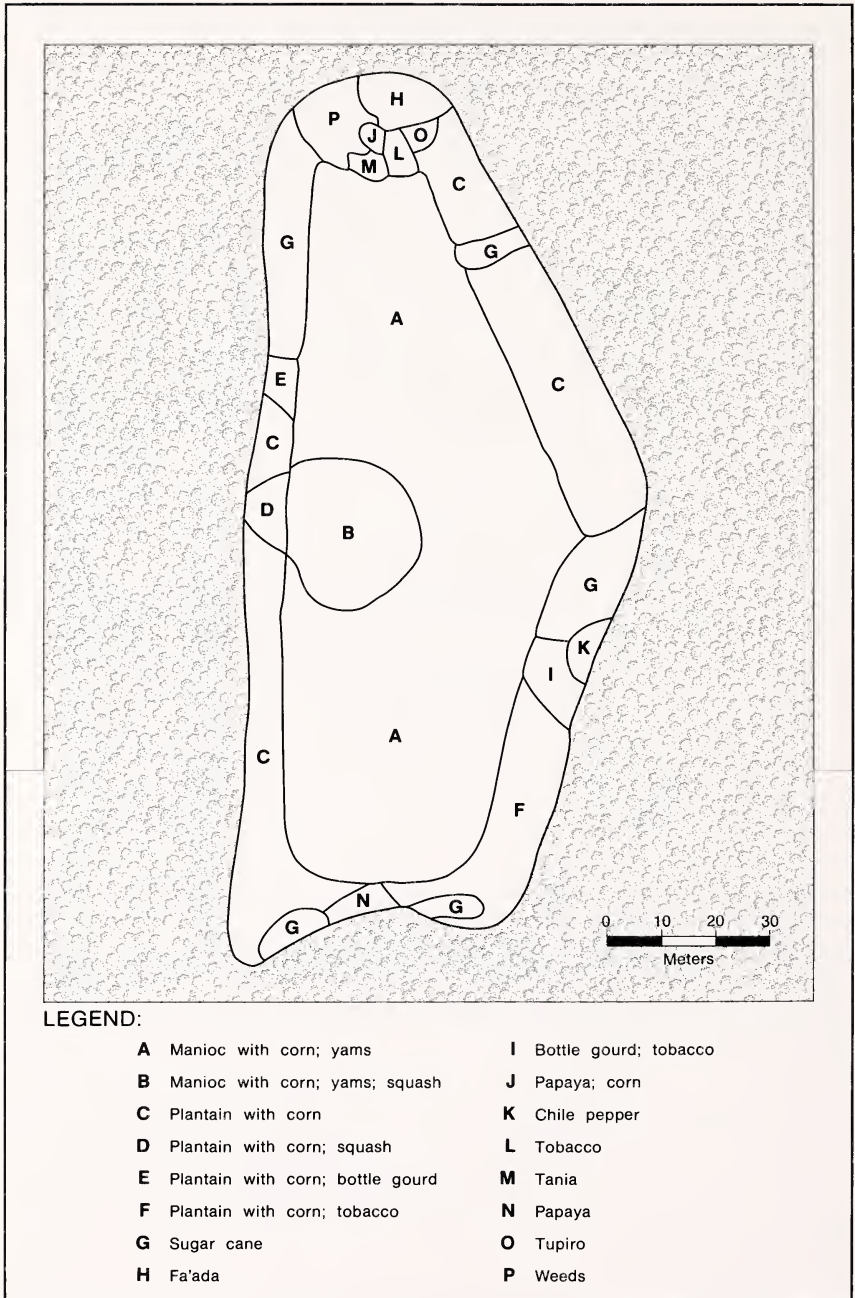 H
P
J
O
L
M
C
G
G
A
E
C
C
D
B
G
K
I
A
C
F
N
G
G
0 10 20 30
Meters
LEGEND:
A Manioc with corn; yams
B Manioc with corn; yams; squash
C Plantain with corn
D Plantain with corn; squash
E Plantain with corn; bottle gourd
F Plantain with corn; tobacco
G Sugar cane
H Fa'ada
I Bottle gourd; tobacco
J Papaya; corn
K Chile pepper
L Tobacco
M Tania
N Papaya
O Tupiro
P Weeds